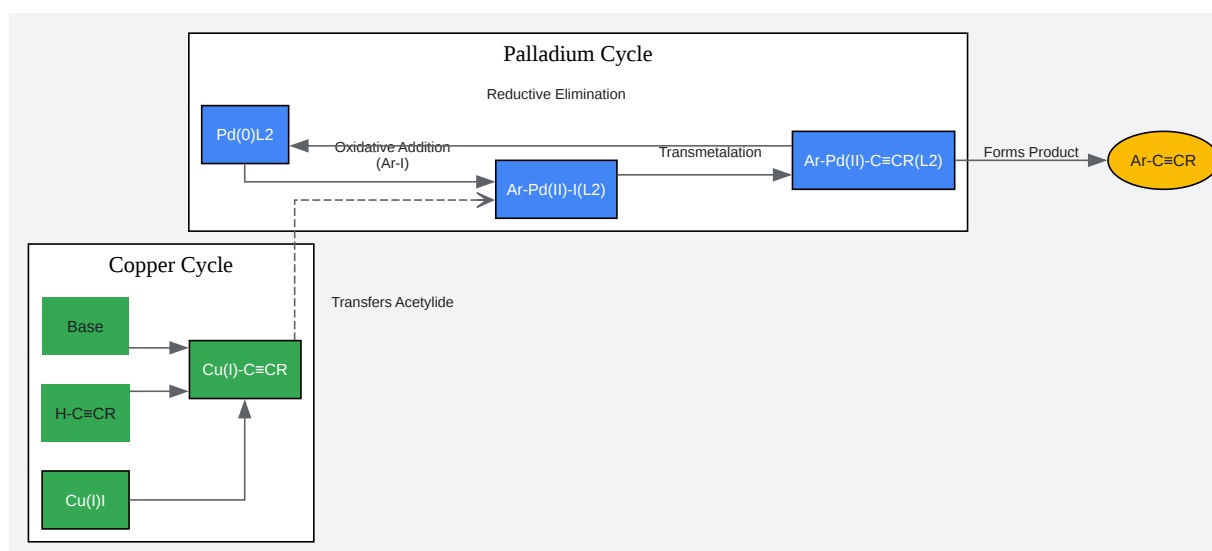 Palladium Cycle
Reductive Elimination
Pd(0)L2
Oxidative Addition
(Ar-I)
Transmetalation
Ar-Pd(II)-I(L2)
Ar-Pd(II)-C≡CR(L2)
Forms Product
Ar-C≡CR
Copper Cycle
Transfers Acetylide
Base
Cu(I)-C≡CR
H-C≡CR
Cu(I)I